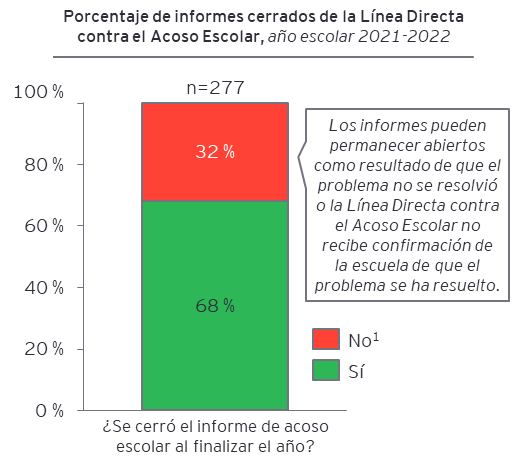 Porcentaje de informes cerrados de la Línea Directa
contra el Acoso Escolar, año escolar 2021-2022
n=277
100 %
80 %
60 %
40 %
20 %
0 %
32 %
68 %
Los informes pueden
permanecer abiertos
como resultado de que el
problema no se resolvió
o la Línea Directa contra
el Acoso Escolar no
recibe confirmación de
la escuela de que el
problema se ha resuelto.
No¹
Sí
¿Se cerró el informe de acoso
escolar al finalizar el año?